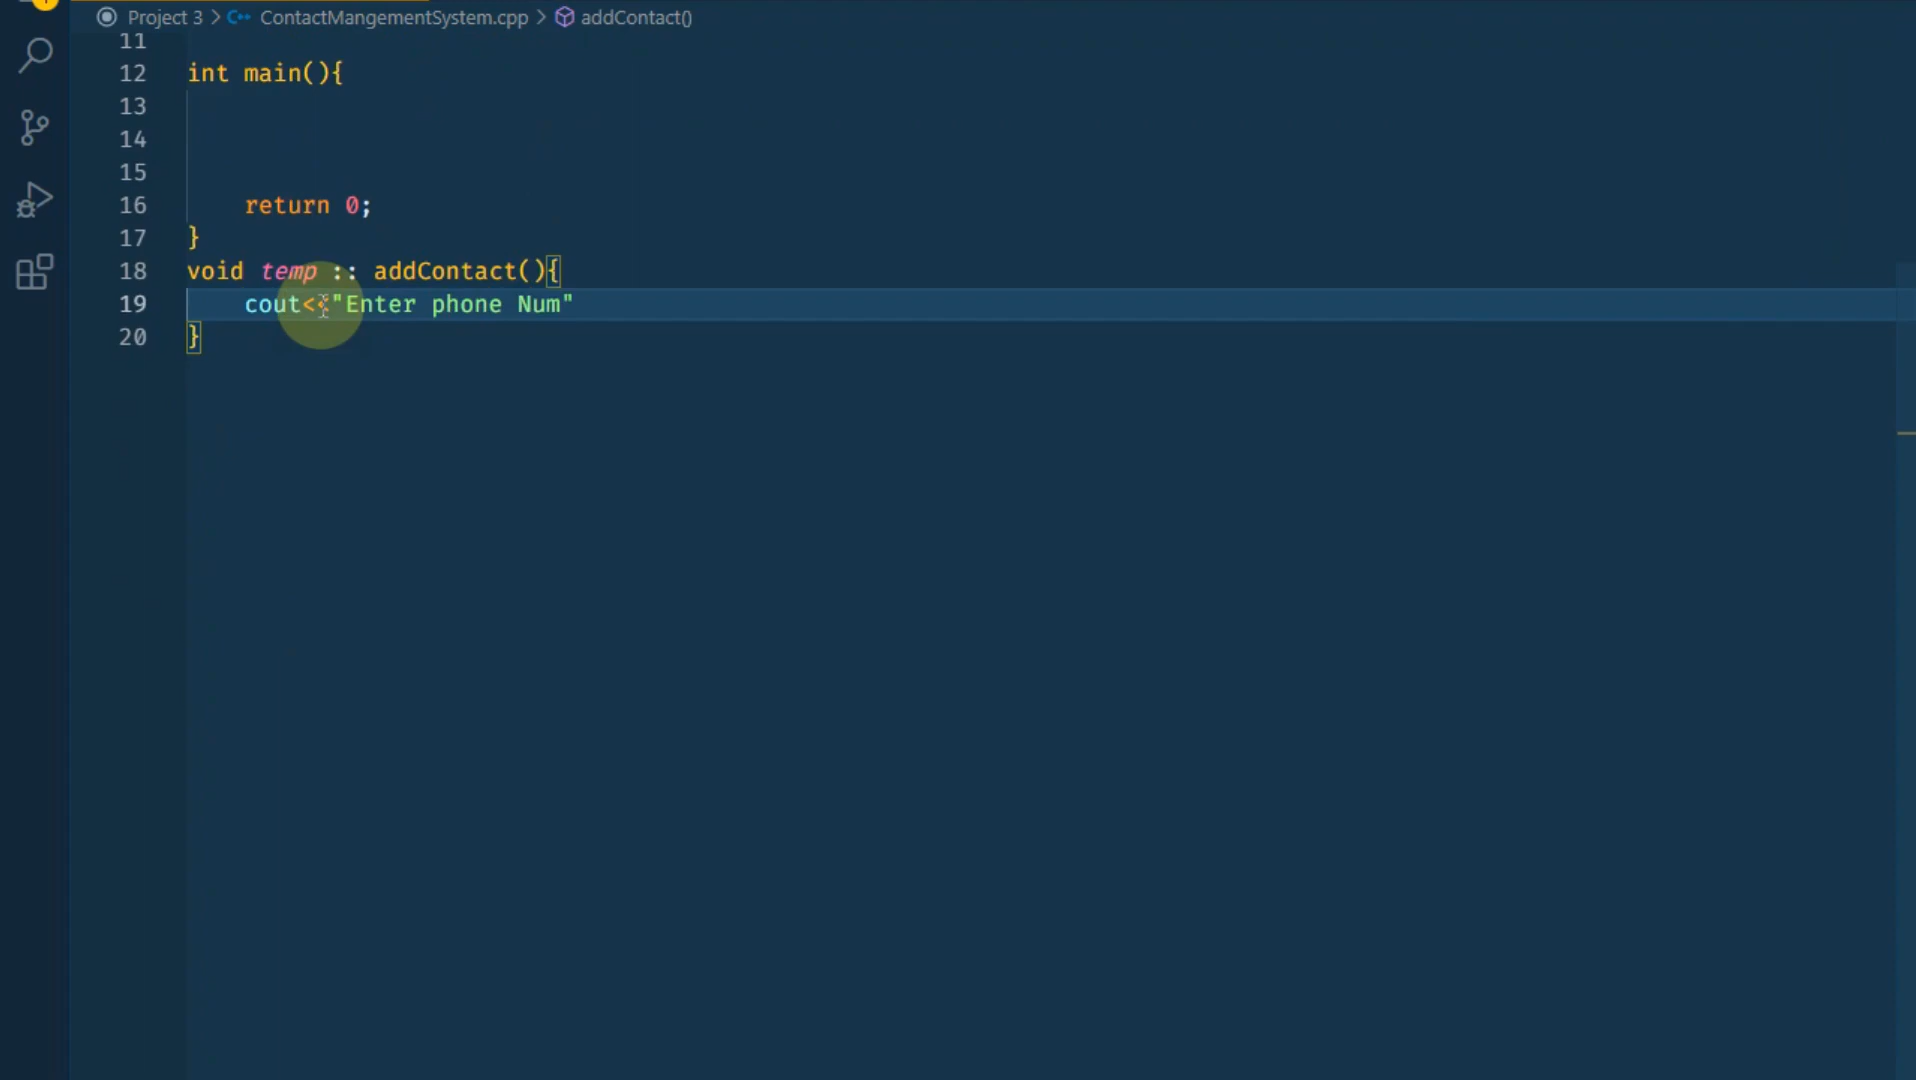 Project 3 > C++ ContactMangementSystem.cpp > addContact()
11
12 int main(){
13
14
15
16 return 0;
17 }
18 void temp :: addContact(){
19 cout<<"Enter phone Num"
20 }